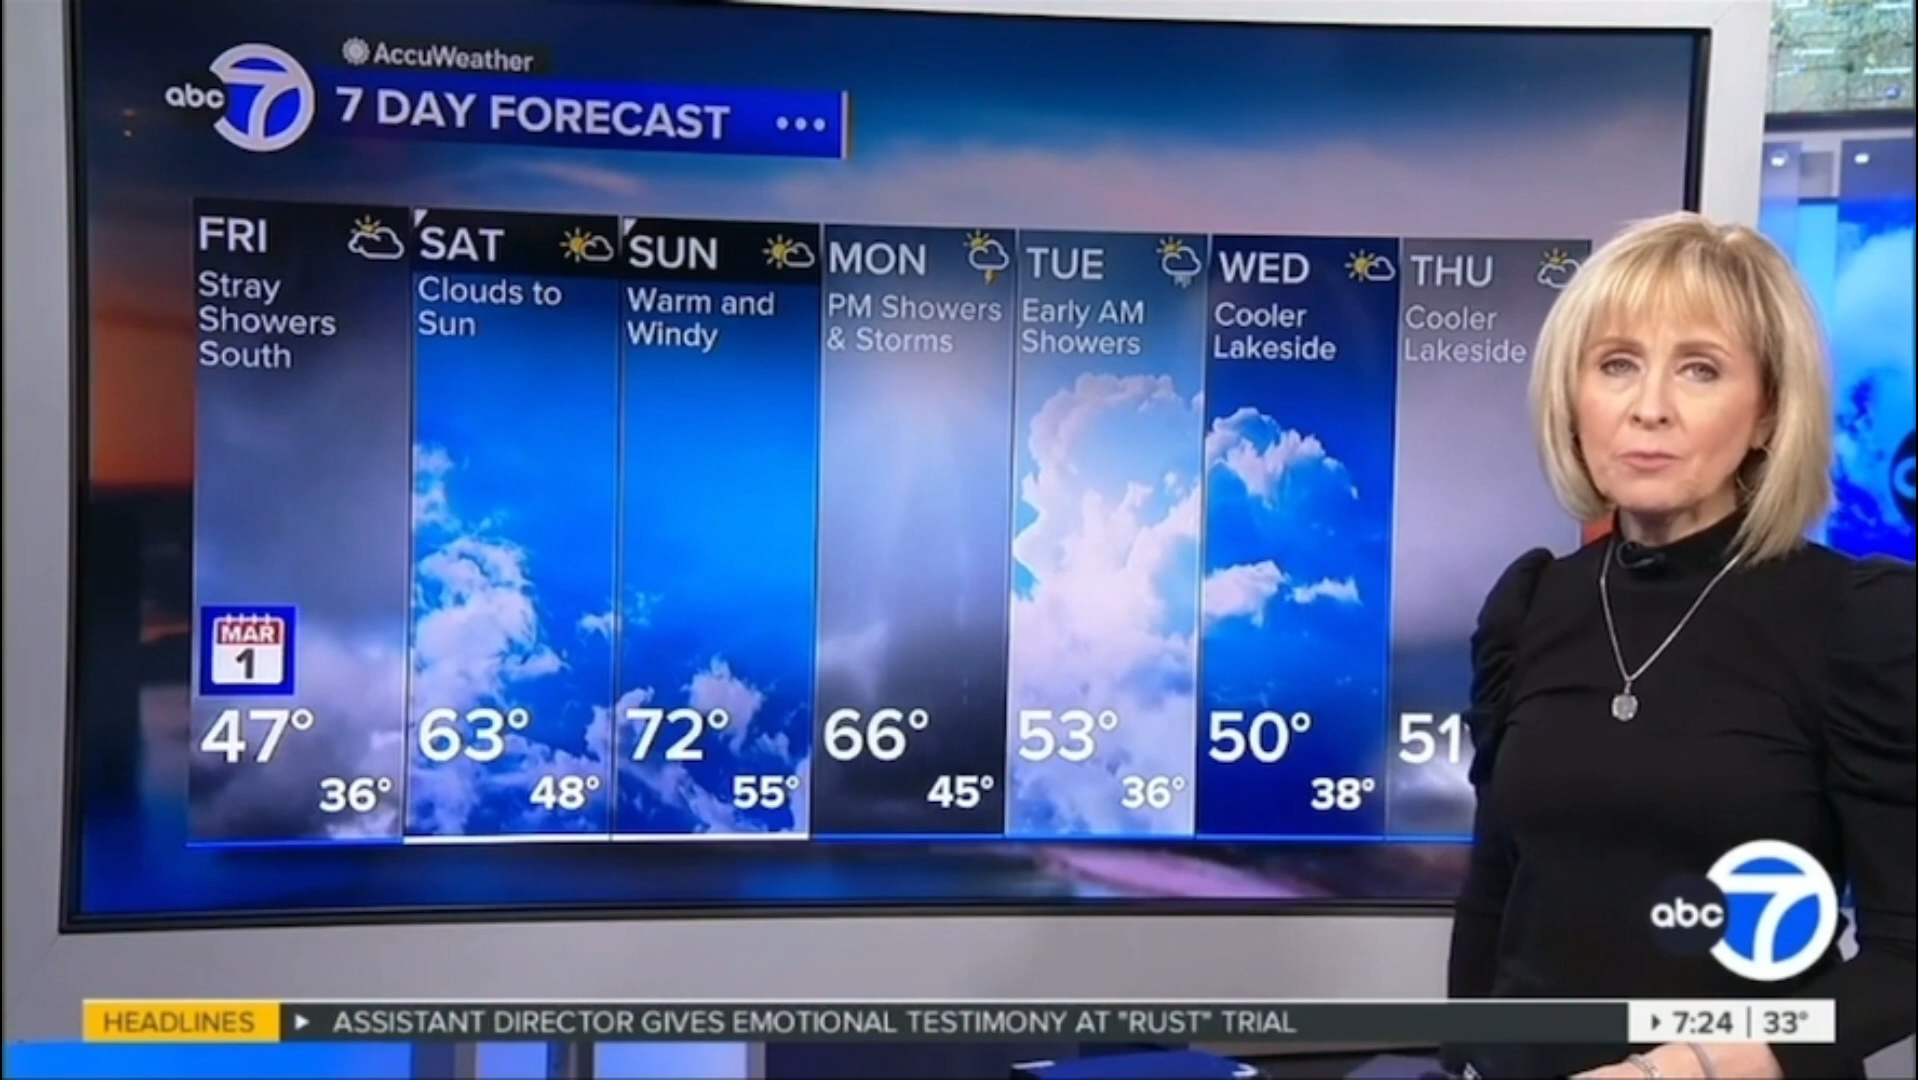 AccuWeather
abc 7
7 DAY FORECAST
FRI
Stray
Showers
South
MAR
1
47°
36°
SAT
Clouds to
Sun
63°
48°
SUN
Warm and
Windy
72°
55°
MON
PM Showers
& Storms
66°
45°
TUE
Early AM
Showers
53°
36°
WED
Cooler
Lakeside
50°
38°
THU
Cooler
Lakeside
51°
abc 7
HEADLINES
ASSISTANT DIRECTOR GIVES EMOTIONAL TESTIMONY AT "RUST" TRIAL
7:24 | 33°